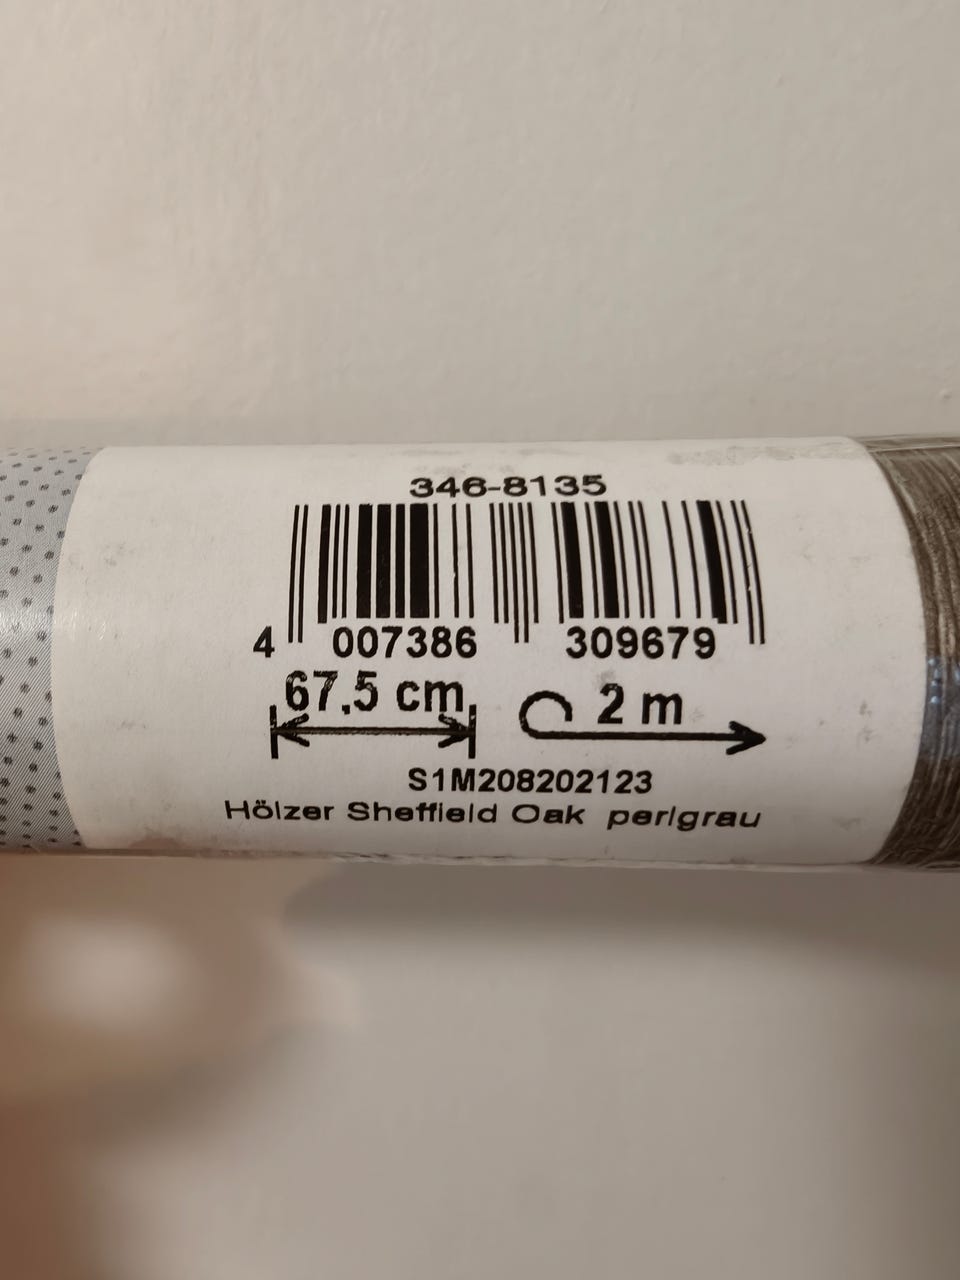 346-8135
4 007386 309679
67,5 cm 2 m
S1M208202123
Hölzer Sheffield Oak perlgrau